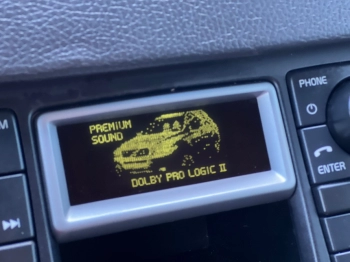 PHONE
PREMIUM
SOUND
ENTER
DOLBY PRO LOGIC II